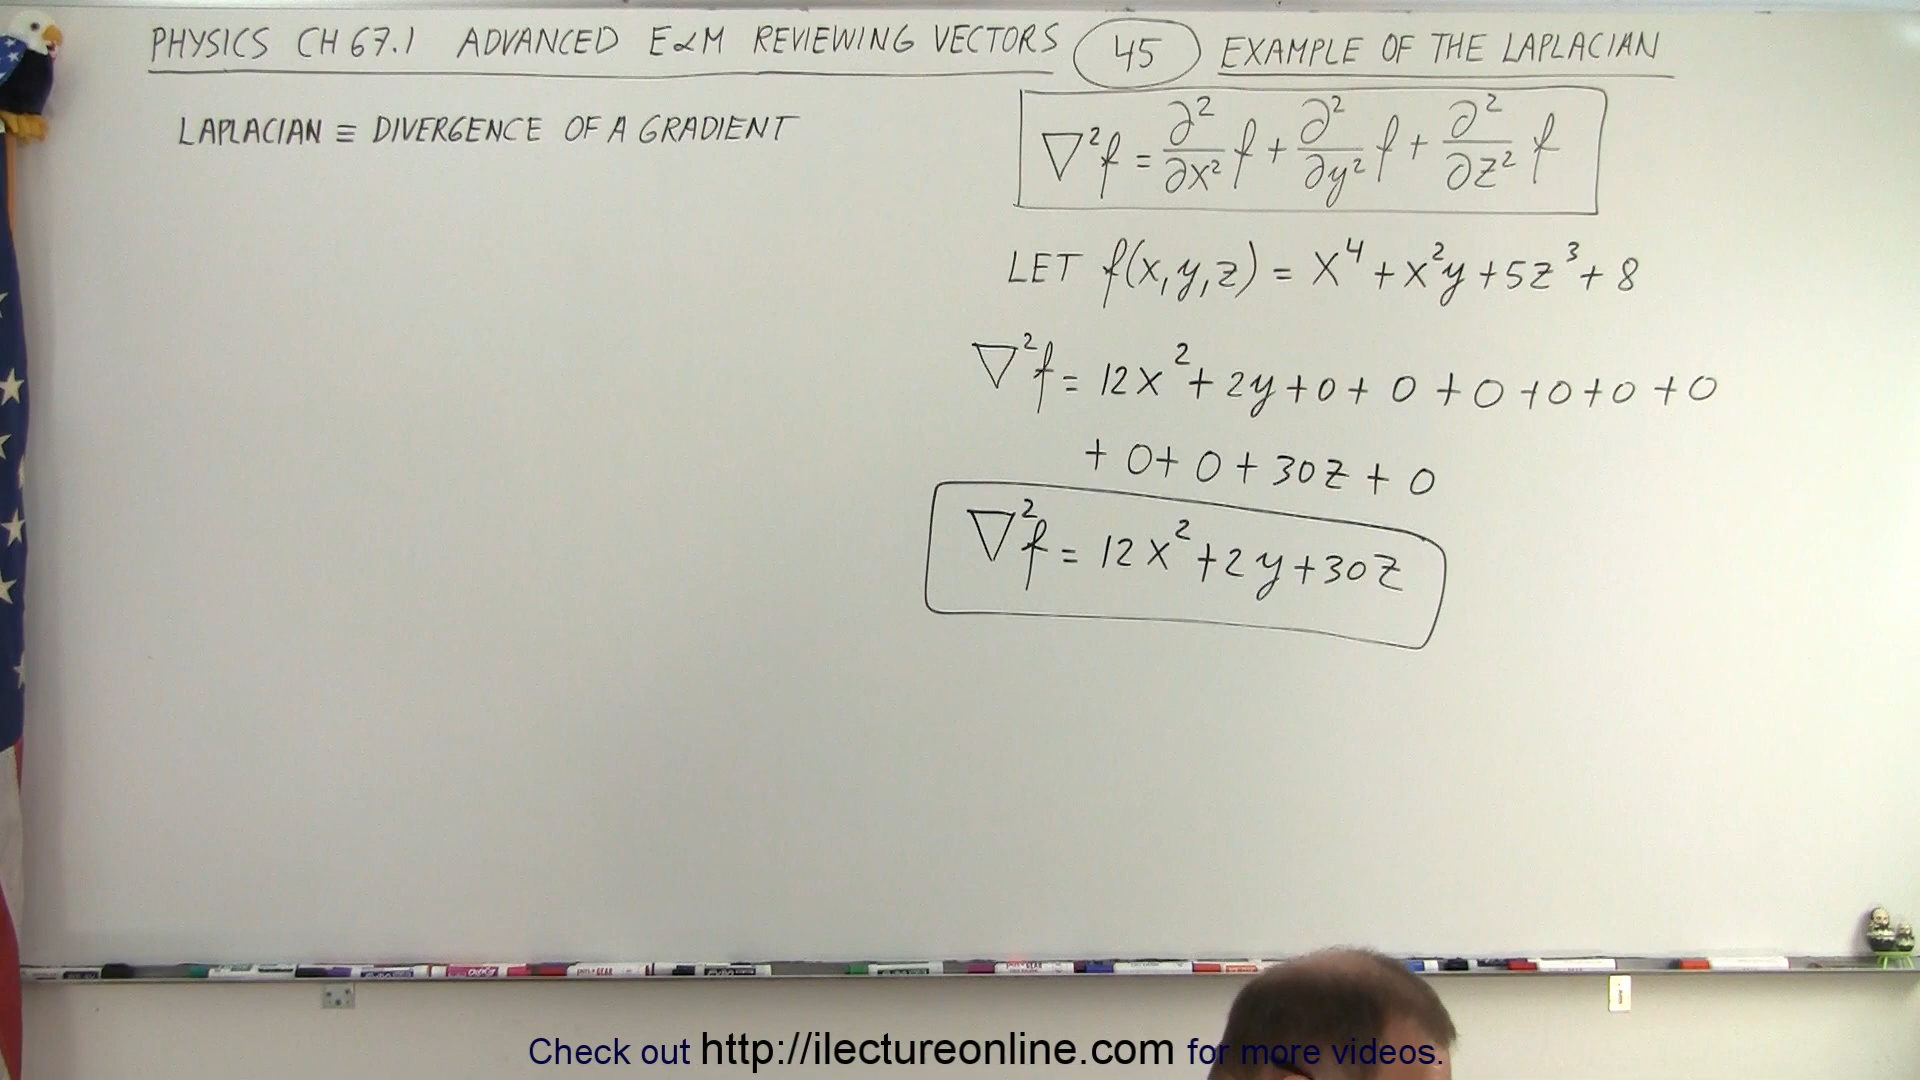 PHYSICS CH 67.1 ADVANCED E&M REVIEWING VECTORS 45 EXAMPLE OF THE LAPLACIAN
LAPLACIAN ≡ DIVERGENCE OF A GRADIENT
∇²f = ∂²/∂x² f + ∂²/∂y² f + ∂²/∂z² f
LET f(x,y,z) = x⁴ + x²y + 5z³ + 8
∇²f = 12x² + 2y + 0 + 0 + 0 + 0 + 0 + 0
+ 0 + 0 + 30z + 0
∇²f = 12x² + 2y + 30z
Check out http://ilectureonline.com for more videos.